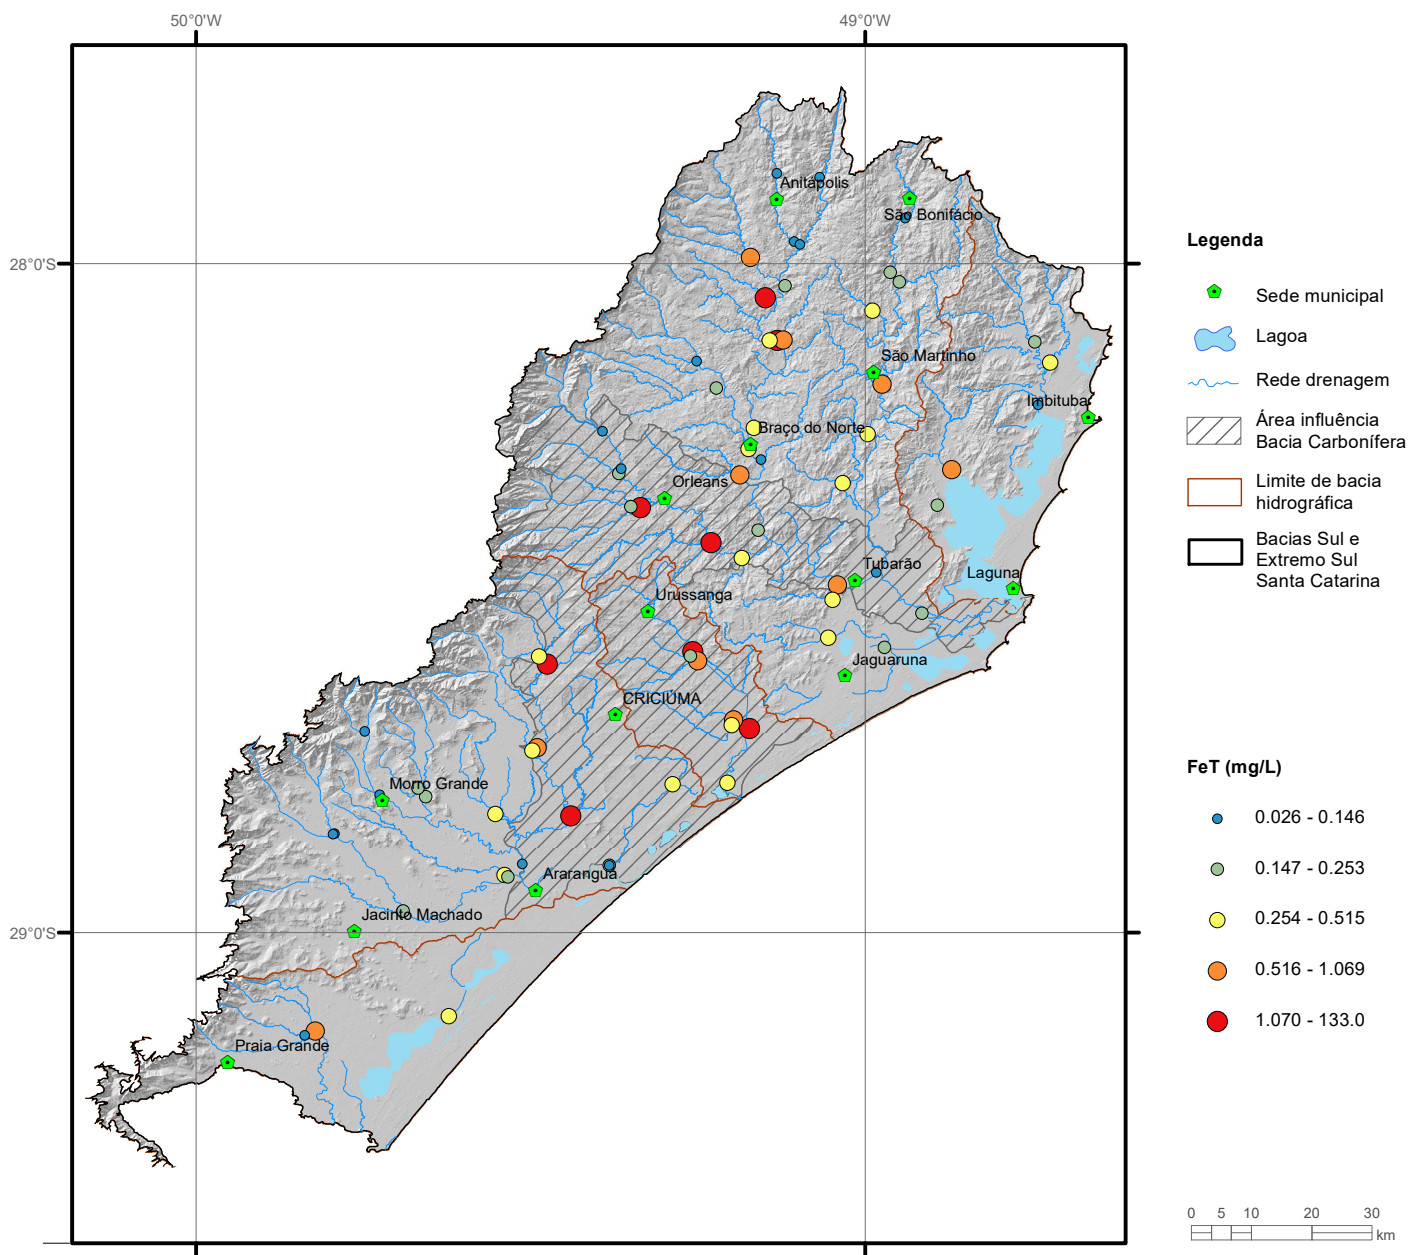 50°0'W
49°0'W
28°0'S
29°0'S
Anitápolis
São Bonifácio
São Martinho
Imbituba
Braço do Norte
Orleans
Tubarão
Laguna
Urussanga
Jaguaruna
CRICIÚMA
Morro Grande
Araranguá
Jacinto Machado
Praia Grande
Legenda
Sede municipal
Lagoa
Rede drenagem
Área influência
Bacia Carbonífera
Limite de bacia
hidrográfica
Bacias Sul e
Extremo Sul
Santa Catarina
FeT (mg/L)
0.026 - 0.146
0.147 - 0.253
0.254 - 0.515
0.516 - 1.069
1.070 - 133.0
0 5 10 20 30
km